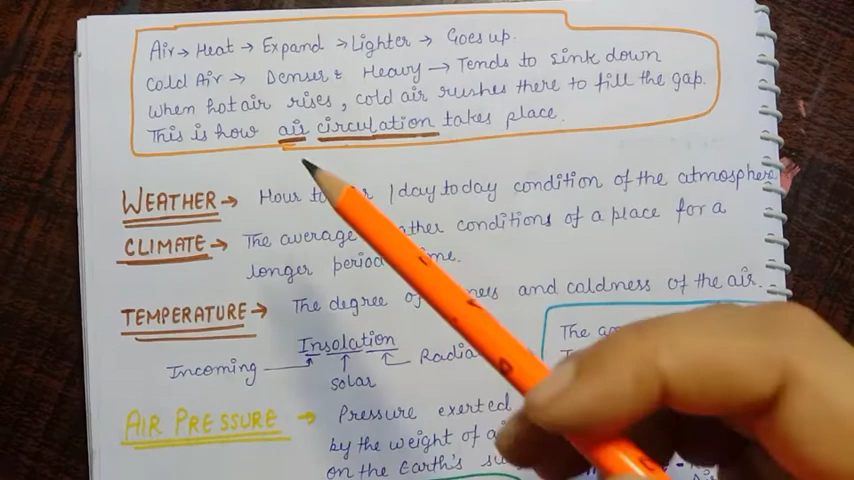 Air → Heat → Expand → Lighter → Goes up.
Cold Air → Denser & Heavy → Tends to sink down
When hot air rises, cold air rushes there to fill the gap.
This is how air circulation takes place.
WEATHER → Hour to / day to day condition of the atmosphere
CLIMATE → The average conditions of a place for a
longer period
TEMPERATURE → The degree of and coldness of the air.
Insolation
Incoming
solar
The
AIR PRESSURE → Pressure exerted
by the weight of
on the Earth's